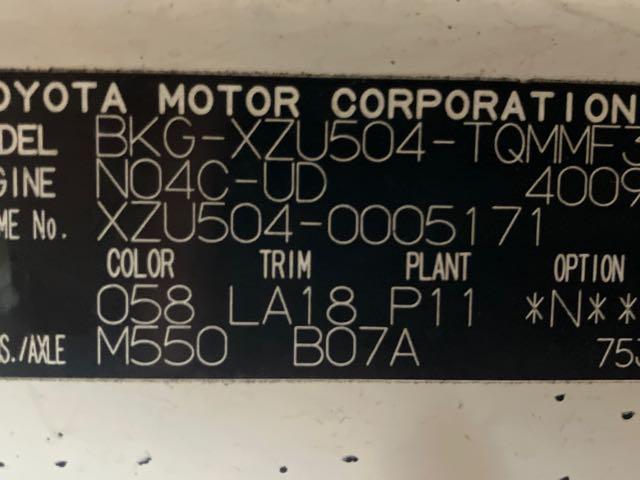 OYOTA MOTOR CORPORATION
ODEL BKG-XZU504-TQMMF3
GINE N04C-UD 4009
ME No. XZU504-0005171
COLOR TRIM PLANT OPTION
058 LA18 P11 *N**
S./AXLE M550 B07A 753